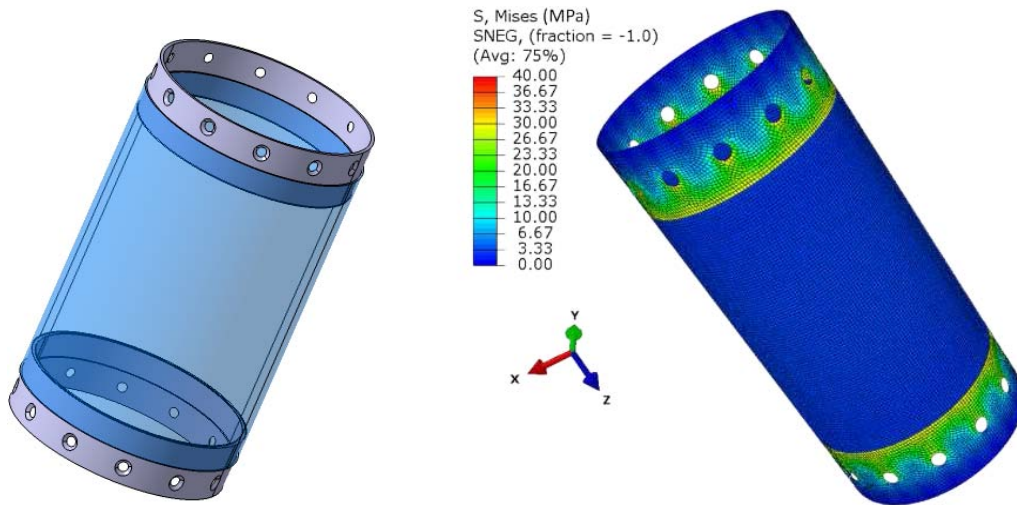 S, Mises (MPa)
SNEG, (fraction = -1.0)
(Avg: 75%)
40.00
36.67
33.33
30.00
26.67
23.33
20.00
16.67
13.33
10.00
6.67
3.33
0.00
Y
X
Z